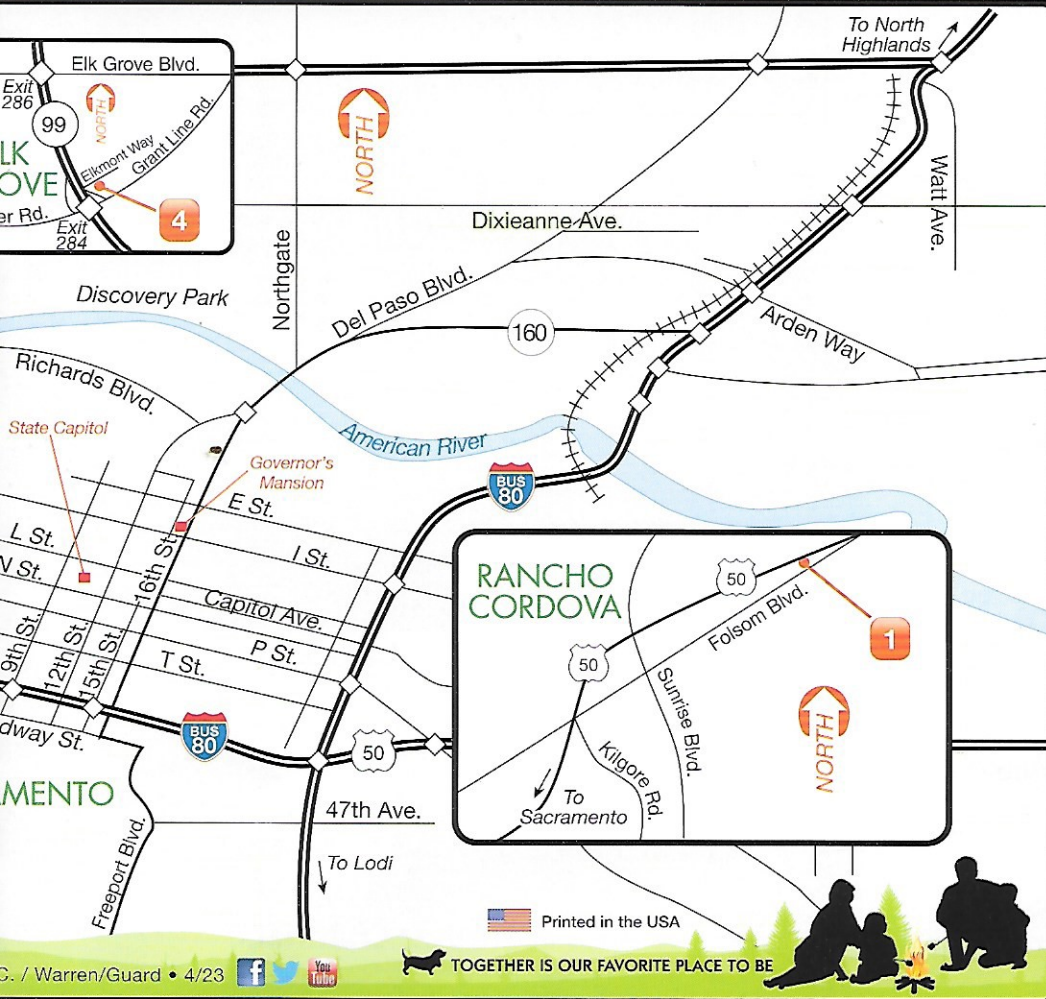 To North
Highlands
Elk Grove Blvd.
Exit
286
99
NORTH
Elkmont Way
Grant Line Rd.
LK
OVE
er Rd.
Exit
284
4
NORTH
Dixieanne Ave.
Watt Ave.
Northgate
Discovery Park
Del Paso Blvd.
160
Arden Way
Richards Blvd.
State Capitol
American River
Governor's
Mansion
BUS
80
E St.
L St.
I St.
N St.
16th St.
Capitol Ave.
9th St.
12th St.
15th St.
P St.
T St.
BUS
80
50
dway St.
RANCHO
CORDOVA
50
Folsom Blvd.
1
50
Sunrise Blvd.
NORTH
Kilgore Rd.
To
Sacramento
MENTO
47th Ave.
Freeport Blvd.
To Lodi
Printed in the USA
C. / Warren/Guard • 4/23
f
You
Tube
TOGETHER IS OUR FAVORITE PLACE TO BE